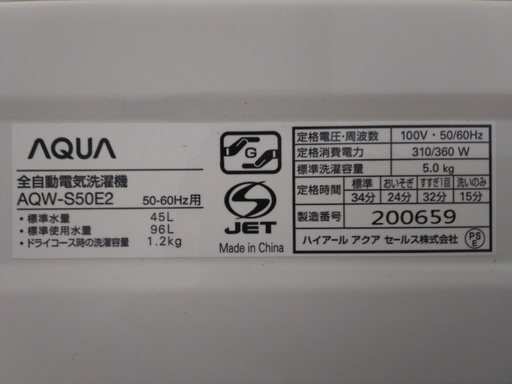 AQUA
全自動電気洗濯機
AQW-S50E2 50-60Hz用
・標準水量 45L
・標準使用水量 96L
・ドライコース時の洗濯容量 1.2kg
G
S
JET
Made in China
定格電圧・周波数 100V・50/60Hz
定格消費電力 310/360 W
標準洗濯容量 5.0 kg
定格時間 標準 おいそぎ すすぎ1回 洗いのみ
34分 24分 32分 15分
製造番号 200659
ハイアール アクア セールス株式会社 PS E